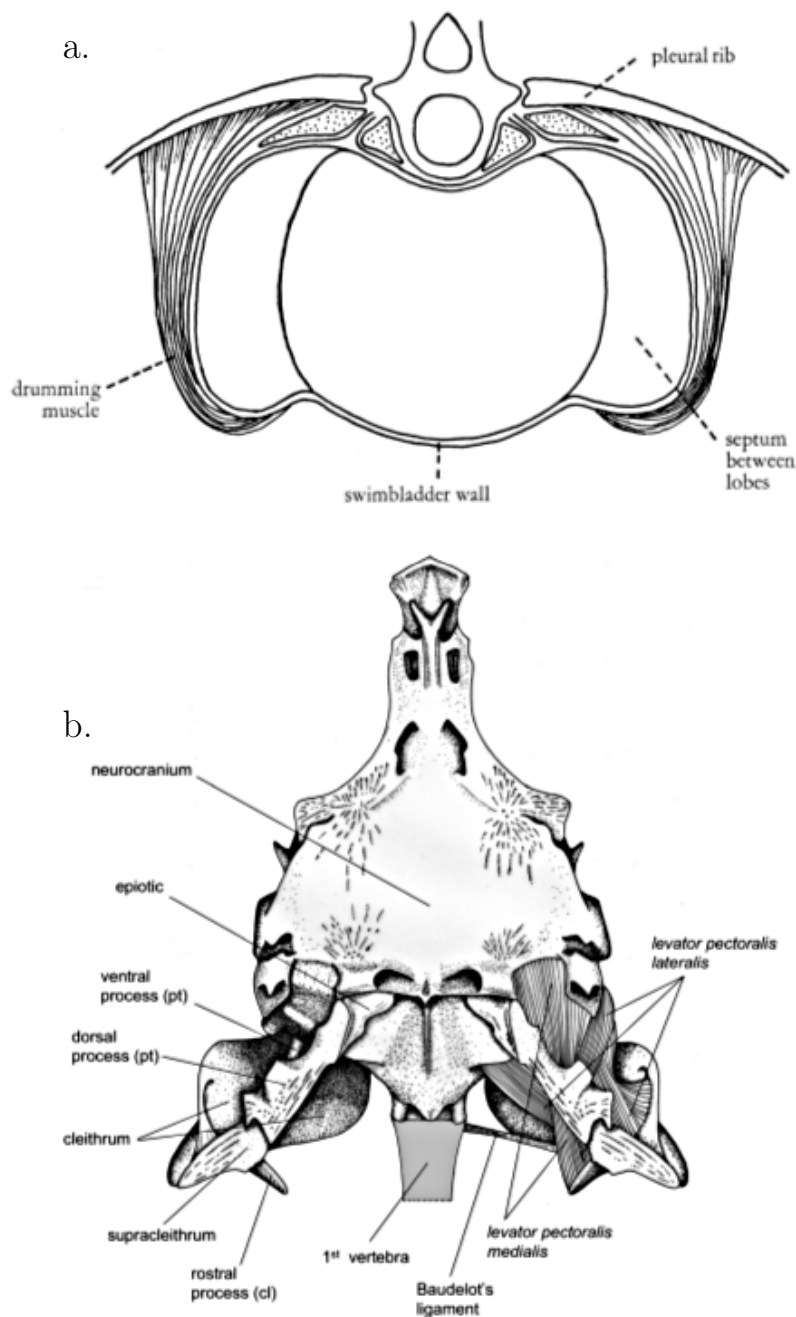 a.
pleural rib
drumming
muscle
septum
between
lobes
swimbladder wall
b.
neurocranium
epiotic
levator pectoralis
lateralis
ventral
process (pt)
dorsal
process (pt)
cleithrum
supracleithrum
1st vertebra
levator pectoralis
medialis
rostral
process (cl)
Baudelot's
ligament